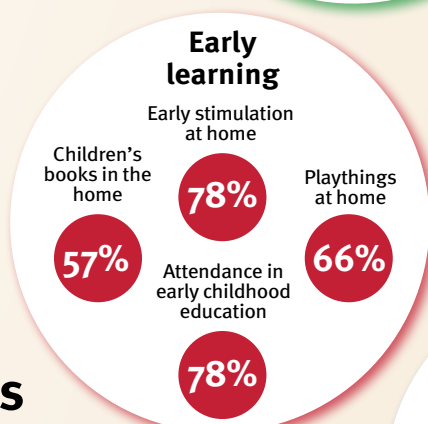 Early
learning
Early stimulation
at home
78%
Children's
books in the
home
57%
Playthings
at home
66%
Attendance in
early childhood
education
78%
s